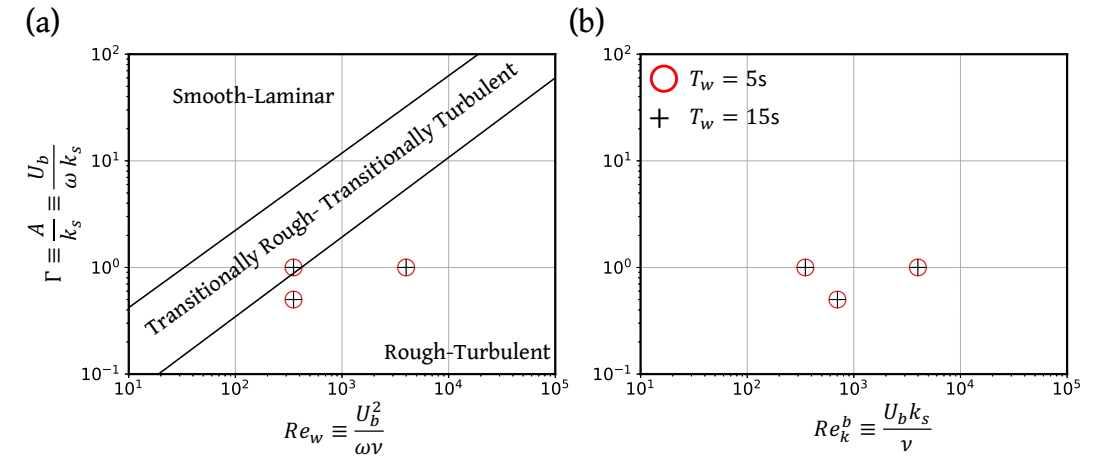 (a)
10²
10¹
10⁰
10⁻¹
10¹
10²
10³
10⁴
10⁵
Γ ≡ A/k_s ≡ U_b/(ω k_s)
Smooth-Laminar
Transitionally Rough- Transitionally Turbulent
Rough-Turbulent
Re_w ≡ U_b²/(ων)
(b)
10²
10¹
10⁰
10⁻¹
10¹
10²
10³
10⁴
10⁵
T_w = 5s
T_w = 15s
Re_k^b ≡ U_b k_s/ν